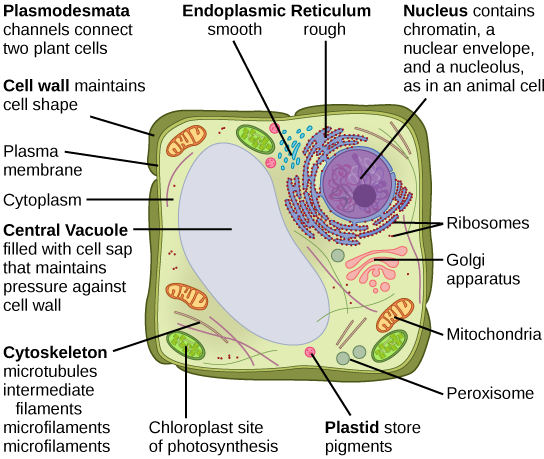 Plasmodesmata
channels connect
two plant cells
Endoplasmic Reticulum
smooth rough
Nucleus contains
chromatin, a
nuclear envelope,
and a nucleolus,
as in an animal cell
Cell wall maintains
cell shape
Plasma
membrane
Cytoplasm
Central Vacuole
filled with cell sap
that maintains
pressure against
cell wall
Ribosomes
Golgi
apparatus
Mitochondria
Peroxisome
Cytoskeleton
microtubules
intermediate
filaments
microfilaments
microfilaments
Chloroplast site
of photosynthesis
Plastid store
pigments